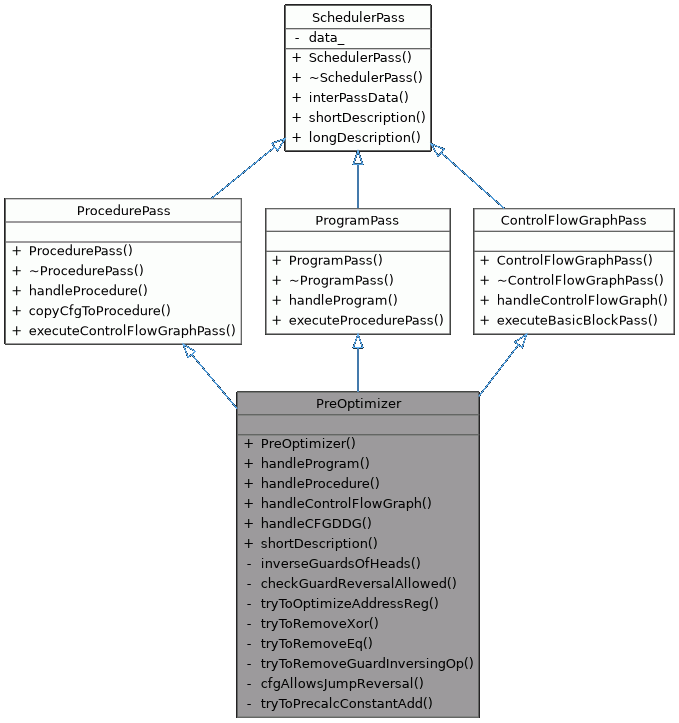 SchedulerPass
- data_
+ SchedulerPass()
+ ~SchedulerPass()
+ interPassData()
+ shortDescription()
+ longDescription()
ProcedurePass
+ ProcedurePass()
+ ~ProcedurePass()
+ handleProcedure()
+ copyCfgToProcedure()
+ executeControlFlowGraphPass()
ProgramPass
+ ProgramPass()
+ ~ProgramPass()
+ handleProgram()
+ executeProcedurePass()
ControlFlowGraphPass
+ ControlFlowGraphPass()
+ ~ControlFlowGraphPass()
+ handleControlFlowGraph()
+ executeBasicBlockPass()
PreOptimizer
+ PreOptimizer()
+ handleProgram()
+ handleProcedure()
+ handleControlFlowGraph()
+ handleCFGDDG()
+ shortDescription()
- inverseGuardsOfHeads()
- checkGuardReversalAllowed()
- tryToOptimizeAddressReg()
- tryToRemoveXor()
- tryToRemoveEq()
- tryToRemoveGuardInversingOp()
- cfgAllowsJumpReversal()
- tryToPrecalcConstantAdd()